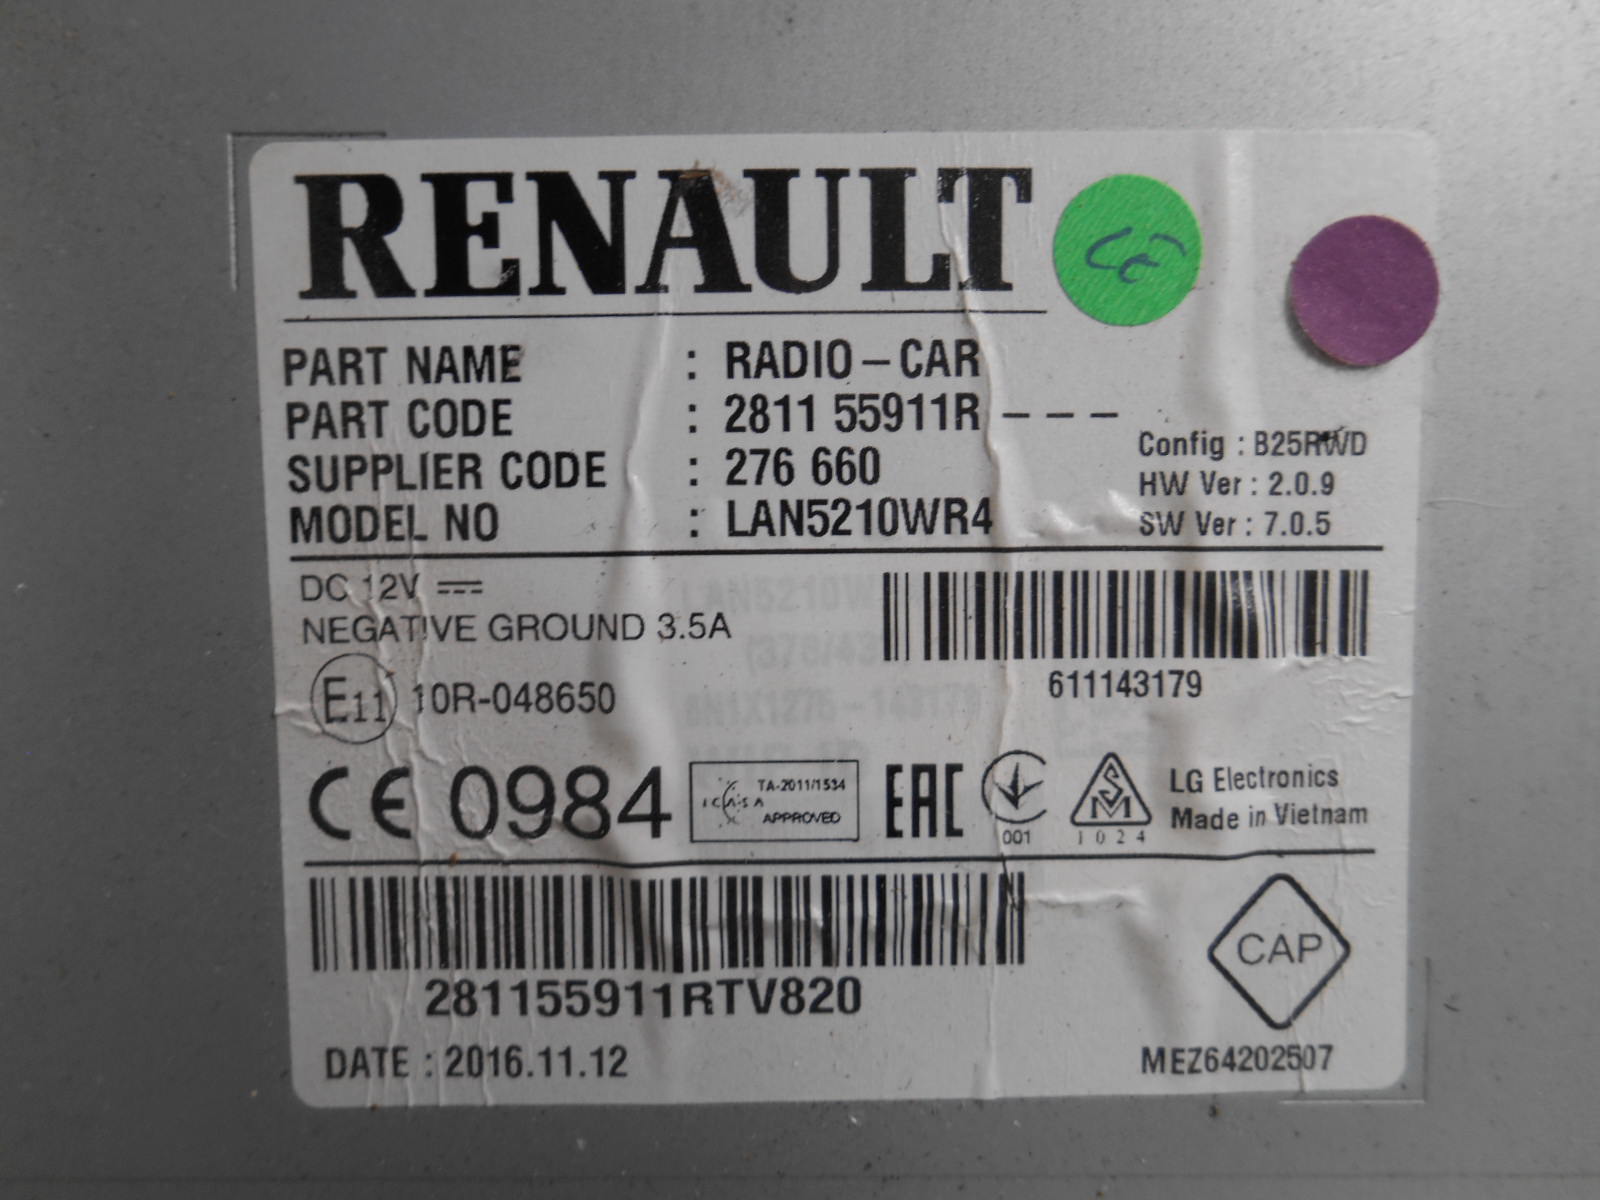 RENAULT
PART NAME : RADIO-CAR
PART CODE : 2811 55911R ---
SUPPLIER CODE : 276 660
MODEL NO : LAN5210WR4
Config : B25RWD
HW Ver : 2.0.9
SW Ver : 7.0.5
DC 12V
NEGATIVE GROUND 3.5A
611143179
E11 10R-048650
CE 0984
ICASA
TA-2011/1534
APPROVED
EAC
001
SM
1024
LG Electronics
Made in Vietnam
281155911RTV820
CAP
DATE : 2016.11.12
MEZ64202507